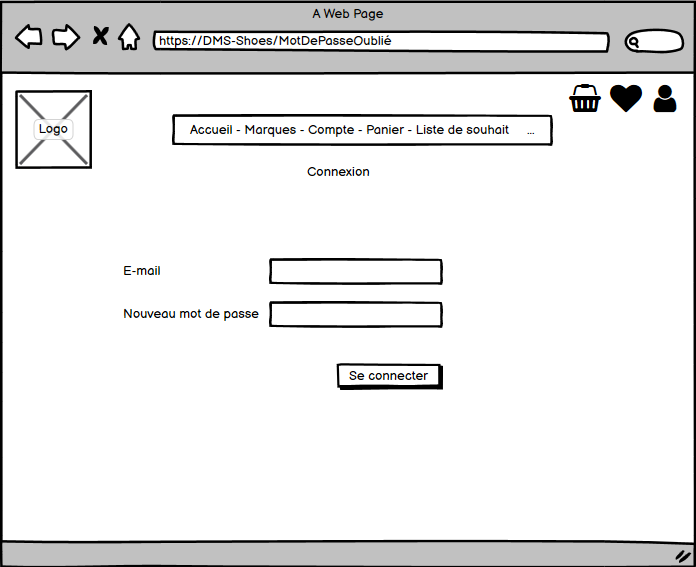 A Web Page
https://DMS-Shoes/MotDePasseOublié
Logo
Accueil - Marques - Compte - Panier - Liste de souhait ...
Connexion
E-mail
Nouveau mot de passe
Se connecter